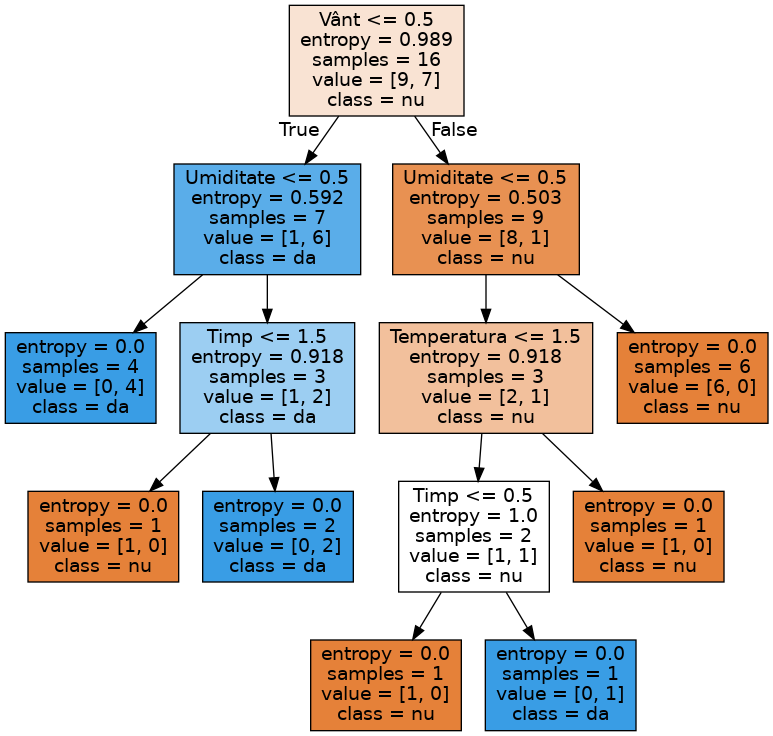 Vânt <= 0.5
entropy = 0.989
samples = 16
value = [9, 7]
class = nu
True
False
Umiditate <= 0.5
entropy = 0.592
samples = 7
value = [1, 6]
class = da
Umiditate <= 0.5
entropy = 0.503
samples = 9
value = [8, 1]
class = nu
entropy = 0.0
samples = 4
value = [0, 4]
class = da
Timp <= 1.5
entropy = 0.918
samples = 3
value = [1, 2]
class = da
Temperatura <= 1.5
entropy = 0.918
samples = 3
value = [2, 1]
class = nu
entropy = 0.0
samples = 6
value = [6, 0]
class = nu
entropy = 0.0
samples = 1
value = [1, 0]
class = nu
entropy = 0.0
samples = 2
value = [0, 2]
class = da
Timp <= 0.5
entropy = 1.0
samples = 2
value = [1, 1]
class = nu
entropy = 0.0
samples = 1
value = [1, 0]
class = nu
entropy = 0.0
samples = 1
value = [1, 0]
class = nu
entropy = 0.0
samples = 1
value = [0, 1]
class = da